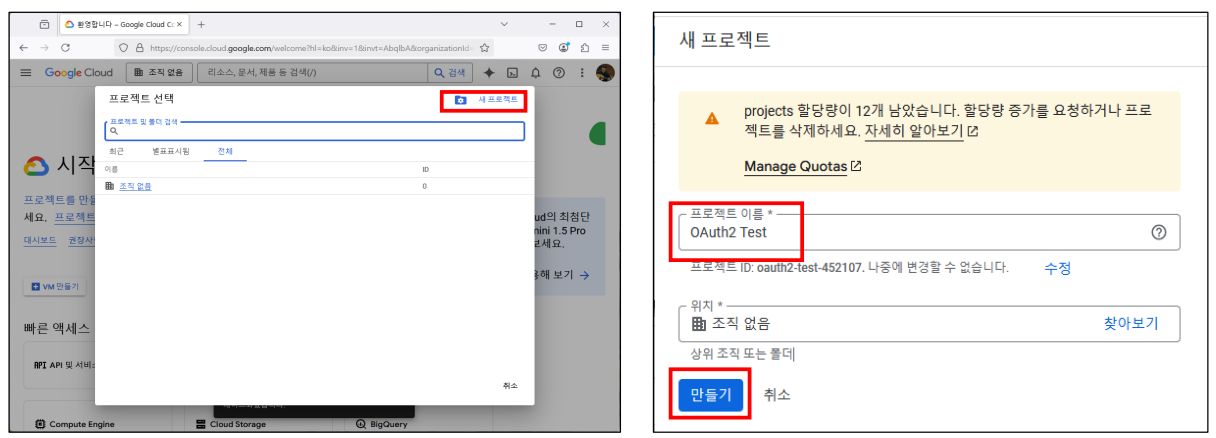 환영합니다 – Google Cloud Co
https://console.cloud.google.com/welcome?hl=ko&inv=1&invt=AbqlbA&organizationId=
Google Cloud
조직 없음
리소스, 문서, 제품 등 검색(/)
검색
프로젝트 선택
새 프로젝트
프로젝트 및 폴더 검색
최근
별표표시됨
전체
이름
ID
조직 없음
0
시작
프로젝트를 만들
세요. 프로젝트
대시보드
권장사
VM 만들기
빠른 액세스
API API 및 서비
ud의 최첨단
mini 1.5 Pro
보세요.
용해 보기 →
취소
Compute Engine
Cloud Storage
BigQuery
새 프로젝트
projects 할당량이 12개 남았습니다. 할당량 증가를 요청하거나 프로
젝트를 삭제하세요. 자세히 알아보기
Manage Quotas
프로젝트 이름 *
OAuth2 Test
프로젝트 ID: oauth2-test-452107. 나중에 변경할 수 없습니다.
수정
위치 *
조직 없음
찾아보기
상위 조직 또는 폴더
만들기
취소